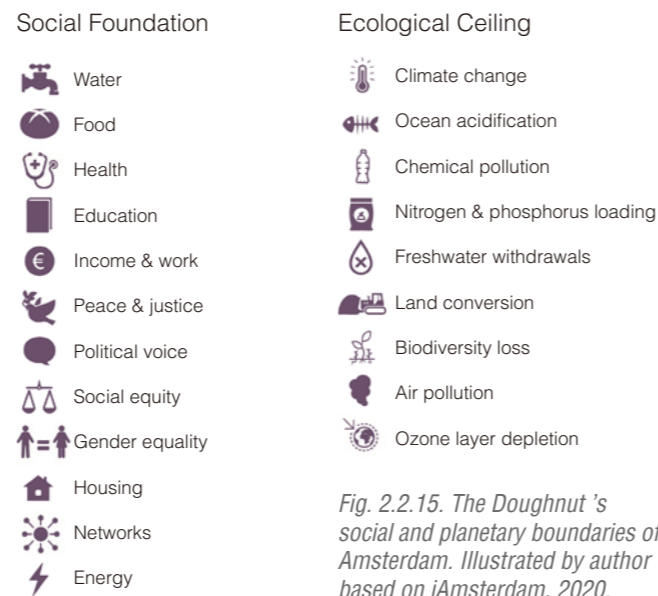 Social Foundation
Water
Food
Health
Education
€
Income & work
Peace & justice
Political voice
Social equity
=
Gender equality
Housing
Networks
Energy
Ecological Ceiling
Climate change
Ocean acidification
Chemical pollution
Nitrogen & phosphorus loading
Freshwater withdrawals
Land conversion
Biodiversity loss
Air pollution
Ozone layer depletion
Fig. 2.2.15. The Doughnut 's
social and planetary boundaries of
Amsterdam. Illustrated by author
based on iAmsterdam, 2020.